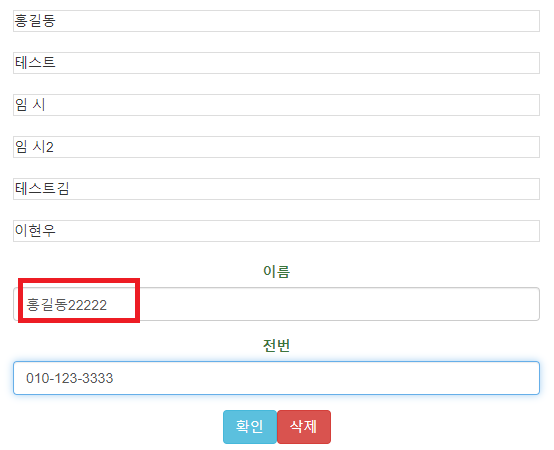 홍길동
테스트
임 시
임 시2
테스트김
이현우
이름
홍길동22222
전번
010-123-3333
확인 삭제